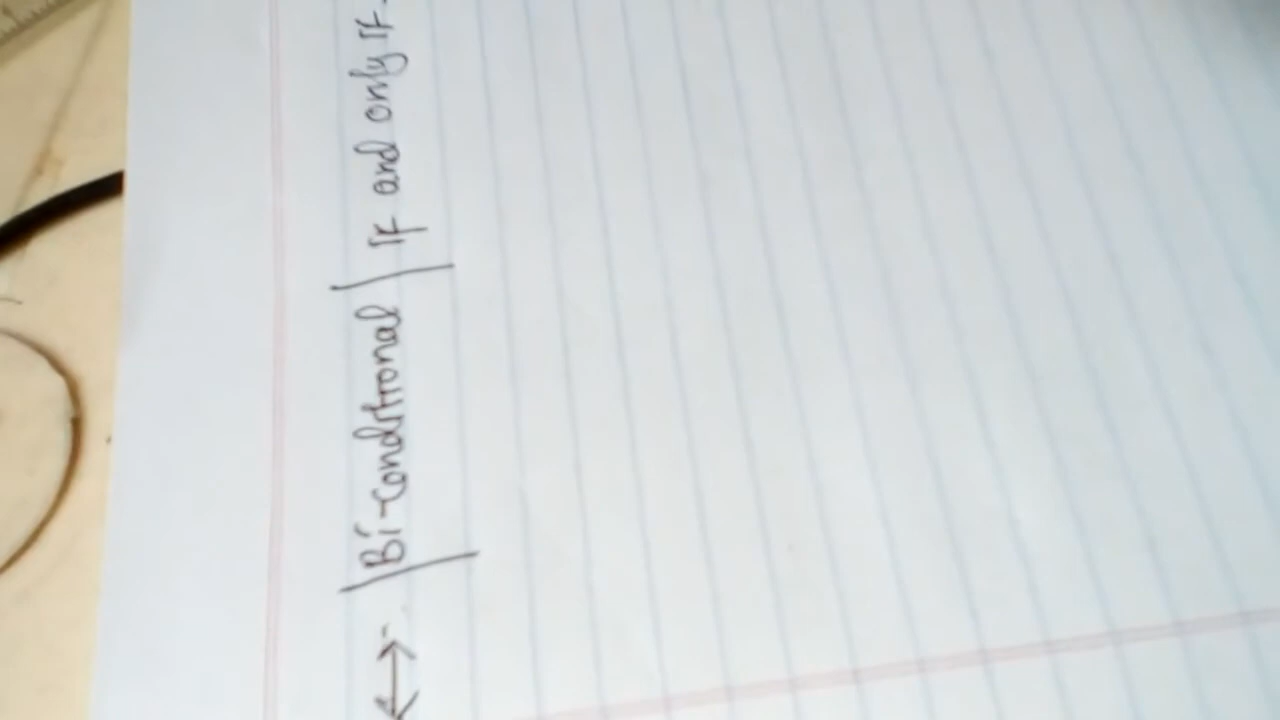 ↔ / Bi-conditional / If and only if.